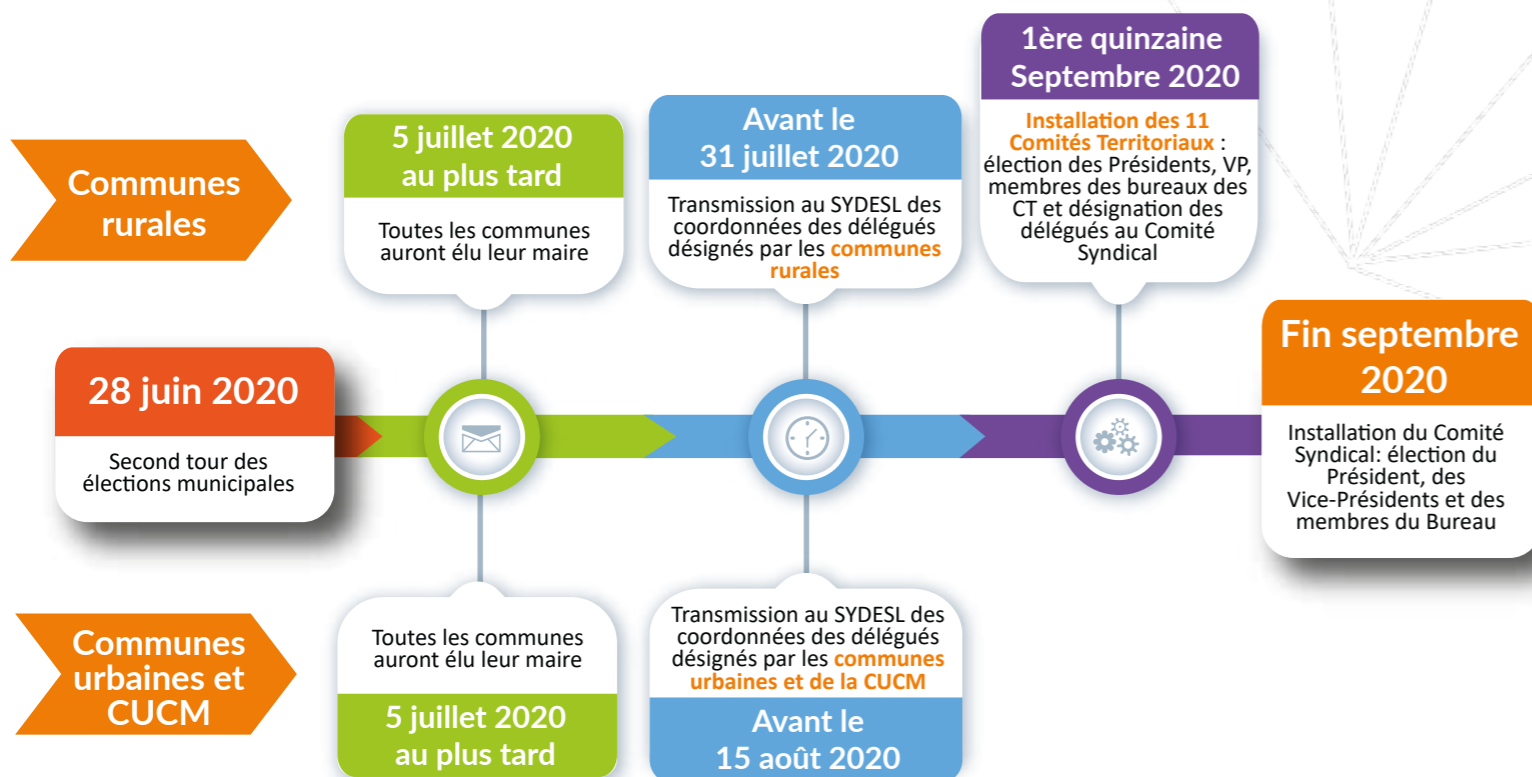 Communes
rurales
5 juillet 2020
au plus tard
Toutes les communes
auront élu leur maire
Avant le
31 juillet 2020
Transmission au SYDESL des
coordonnées des délégués
désignés par les communes
rurales
1ère quinzaine
Septembre 2020
Installation des 11
Comités Territoriaux :
élection des Présidents, VP,
membres des bureaux des
CT et désignation des
délégués au Comité
Syndical
28 juin 2020
Second tour des
élections municipales
Fin septembre
2020
Installation du Comité
Syndical: élection du
Président, des
Vice-Présidents et des
membres du Bureau
Communes
urbaines et
CUCM
Toutes les communes
auront élu leur maire
5 juillet 2020
au plus tard
Transmission au SYDESL des
coordonnées des délégués
désignés par les communes
urbaines et de la CUCM
Avant le
15 août 2020